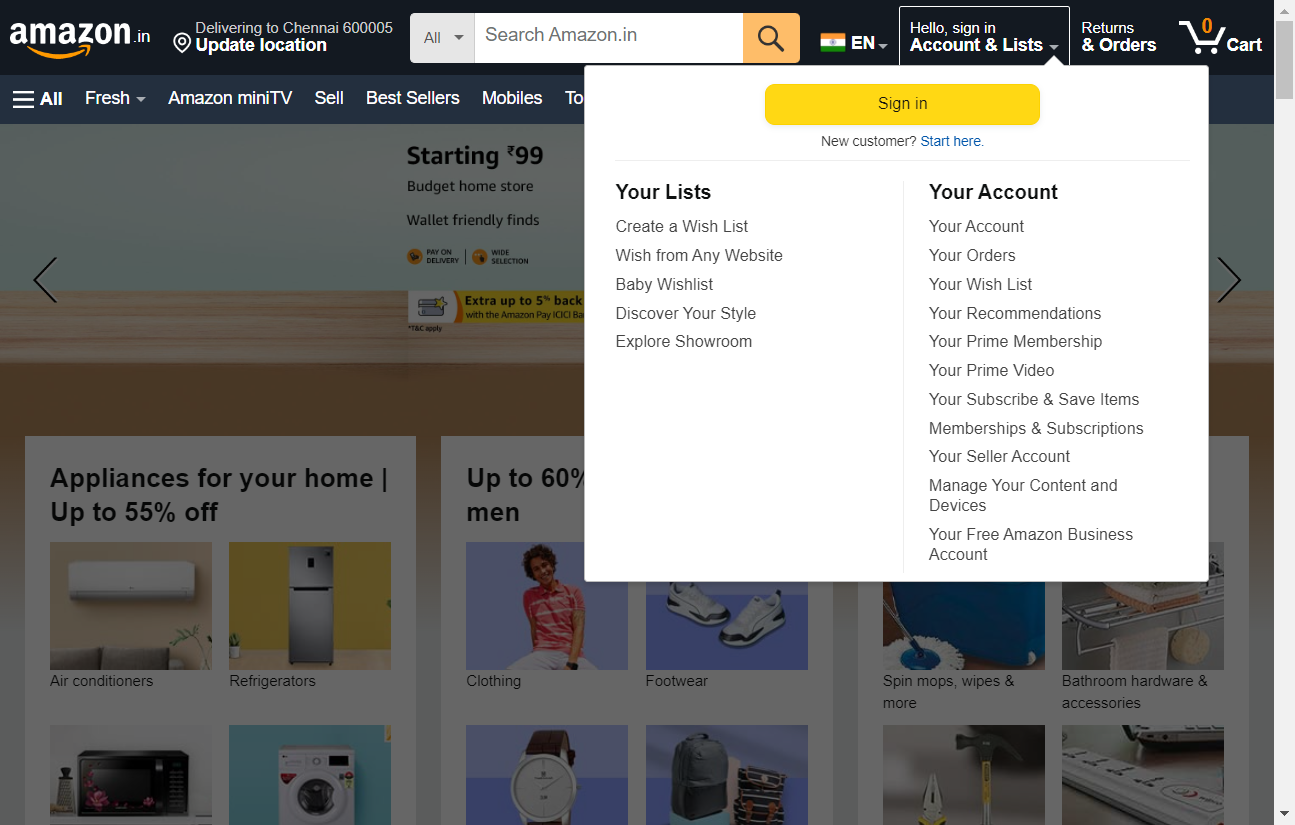 amazon.in
Delivering to Chennai 600005
Update location
All
Search Amazon.in
EN
Hello, sign in
Account & Lists
Returns
& Orders
0
Cart
All
Fresh
Amazon miniTV
Sell
Best Sellers
Mobiles
To
Sign in
New customer? Start here.
Your Lists
Create a Wish List
Wish from Any Website
Baby Wishlist
Discover Your Style
Explore Showroom
Your Account
Your Account
Your Orders
Your Wish List
Your Recommendations
Your Prime Membership
Your Prime Video
Your Subscribe & Save Items
Memberships & Subscriptions
Your Seller Account
Manage Your Content and
Devices
Your Free Amazon Business
Account
Starting ₹99
Budget home store
Wallet friendly finds
PAY ON
DELIVERY
WIDE
SELECTION
Extra up to 5% back
with the Amazon Pay ICICI Ba
*T&C apply
Appliances for your home |
Up to 55% off
Air conditioners
Refrigerators
Up to 60%
men
Clothing
Footwear
Spin mops, wipes &
more
Bathroom hardware &
accessories